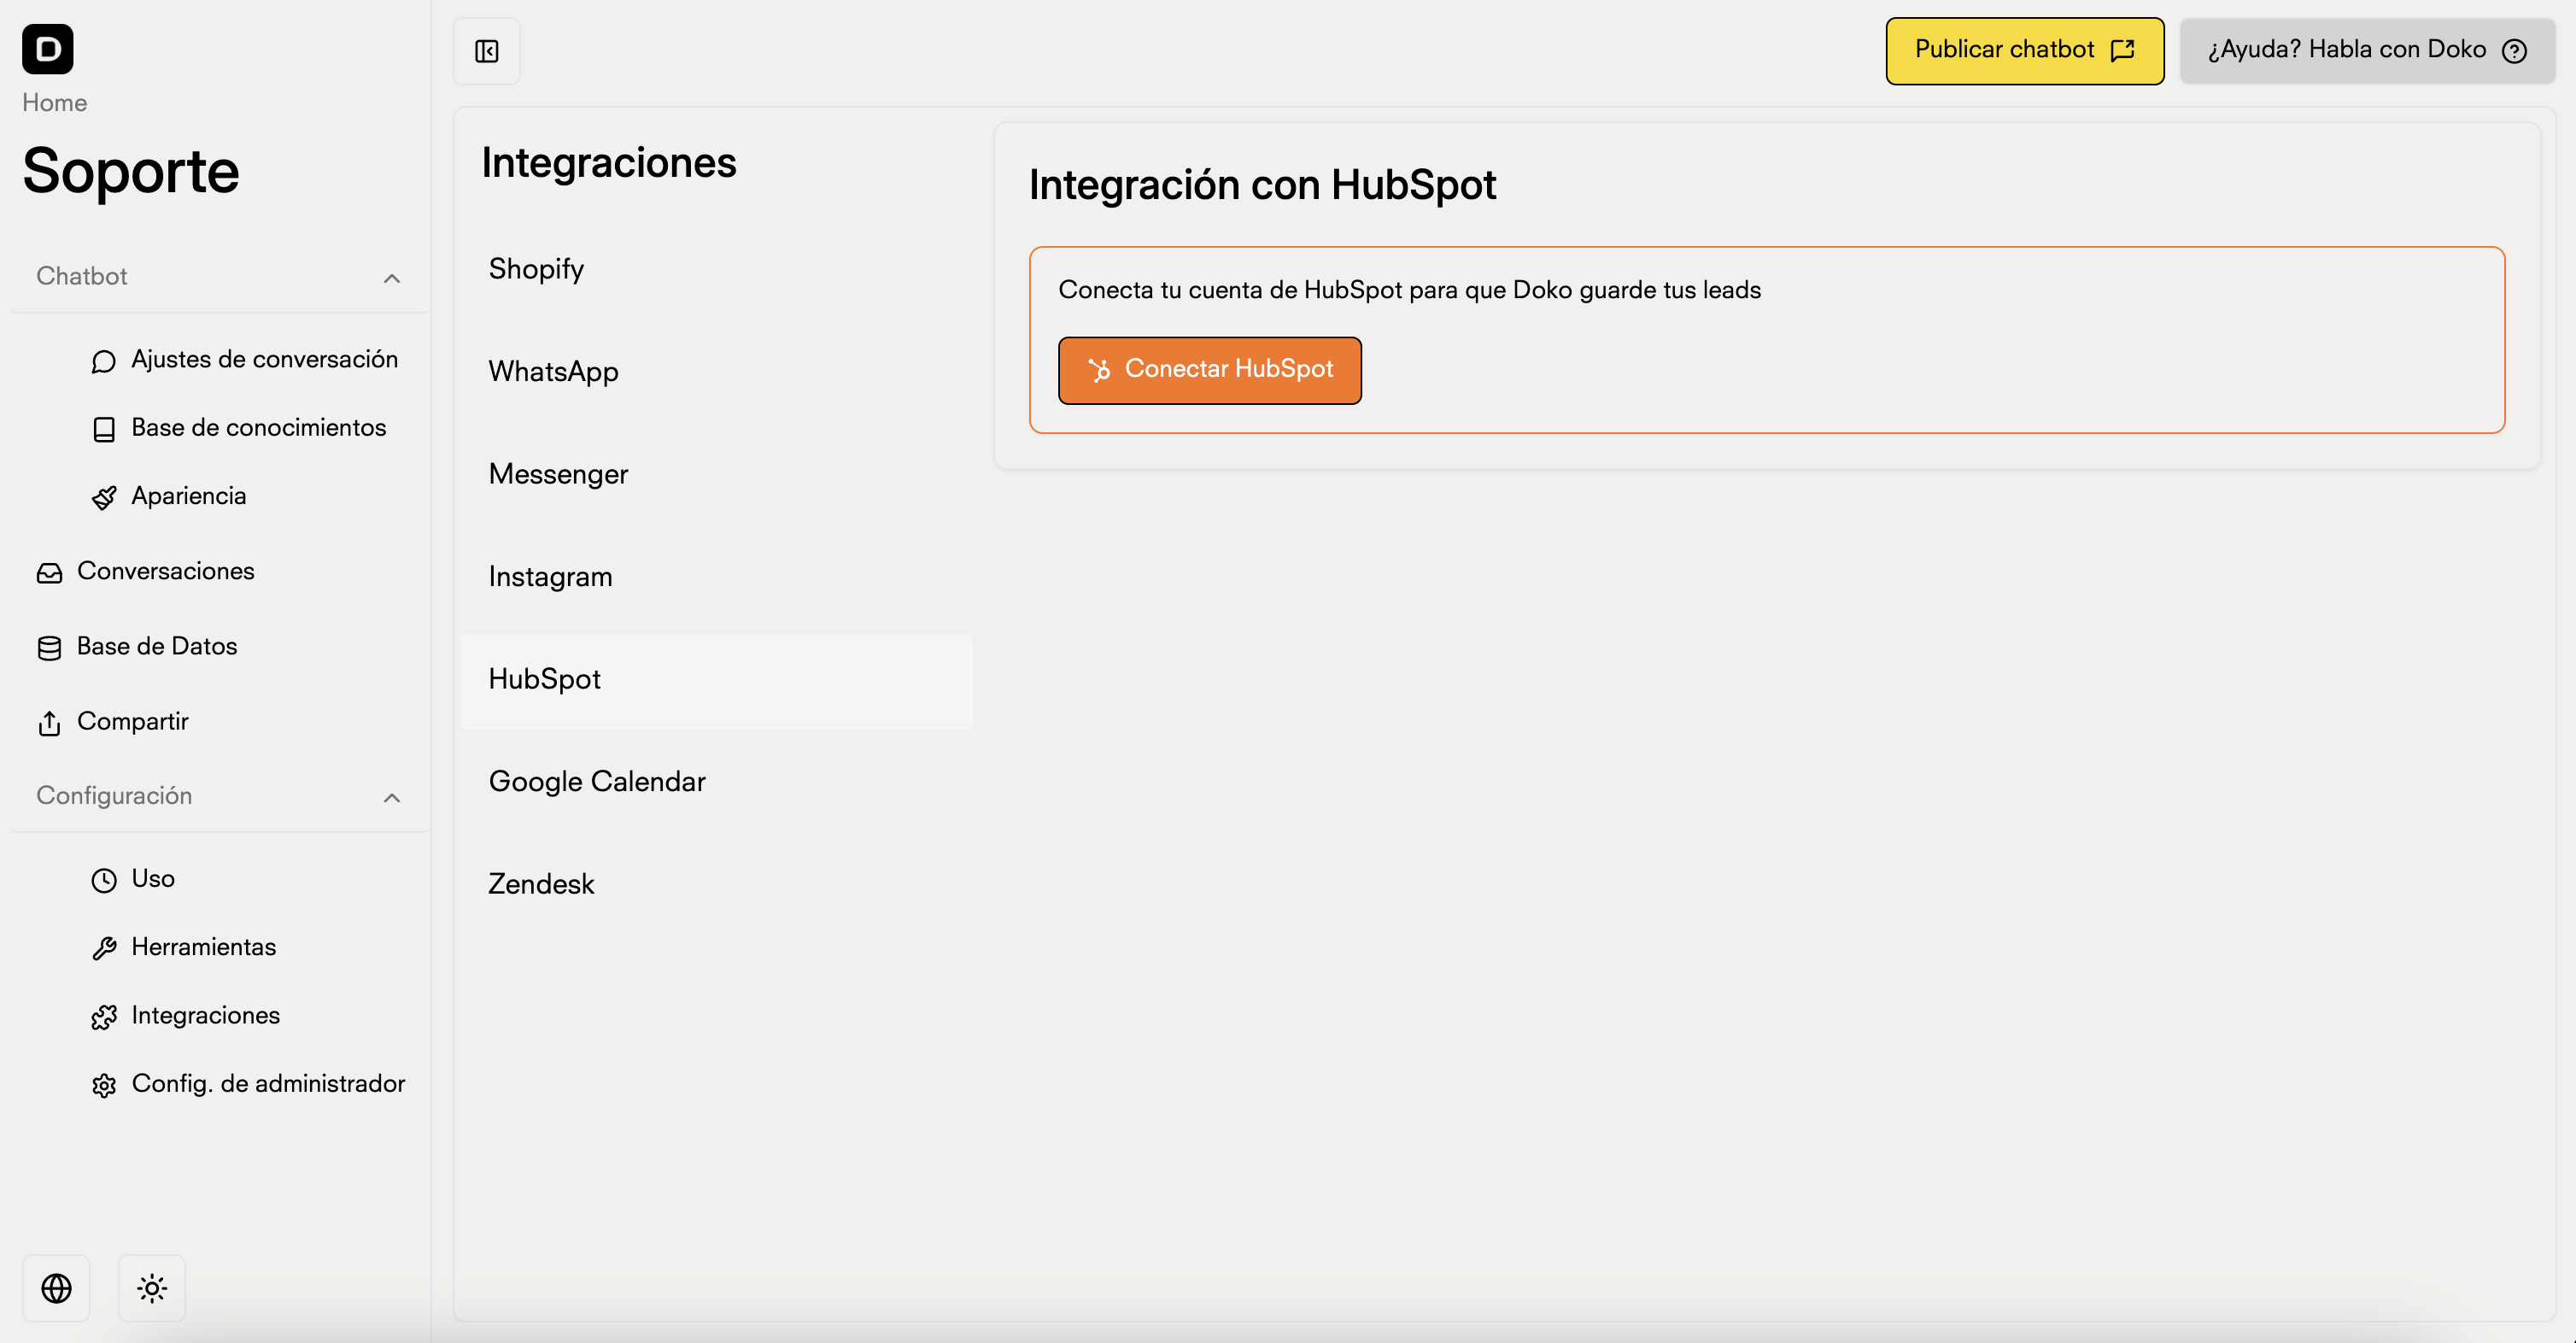 D
Home
Soporte
Chatbot
Ajustes de conversación
Base de conocimientos
Apariencia
Conversaciones
Base de Datos
Compartir
Configuración
Uso
Herramientas
Integraciones
Config. de administrador
Publicar chatbot
¿Ayuda? Habla con Doko
Integraciones
Shopify
WhatsApp
Messenger
Instagram
HubSpot
Google Calendar
Zendesk
Integración con HubSpot
Conecta tu cuenta de HubSpot para que Doko guarde tus leads
Conectar HubSpot